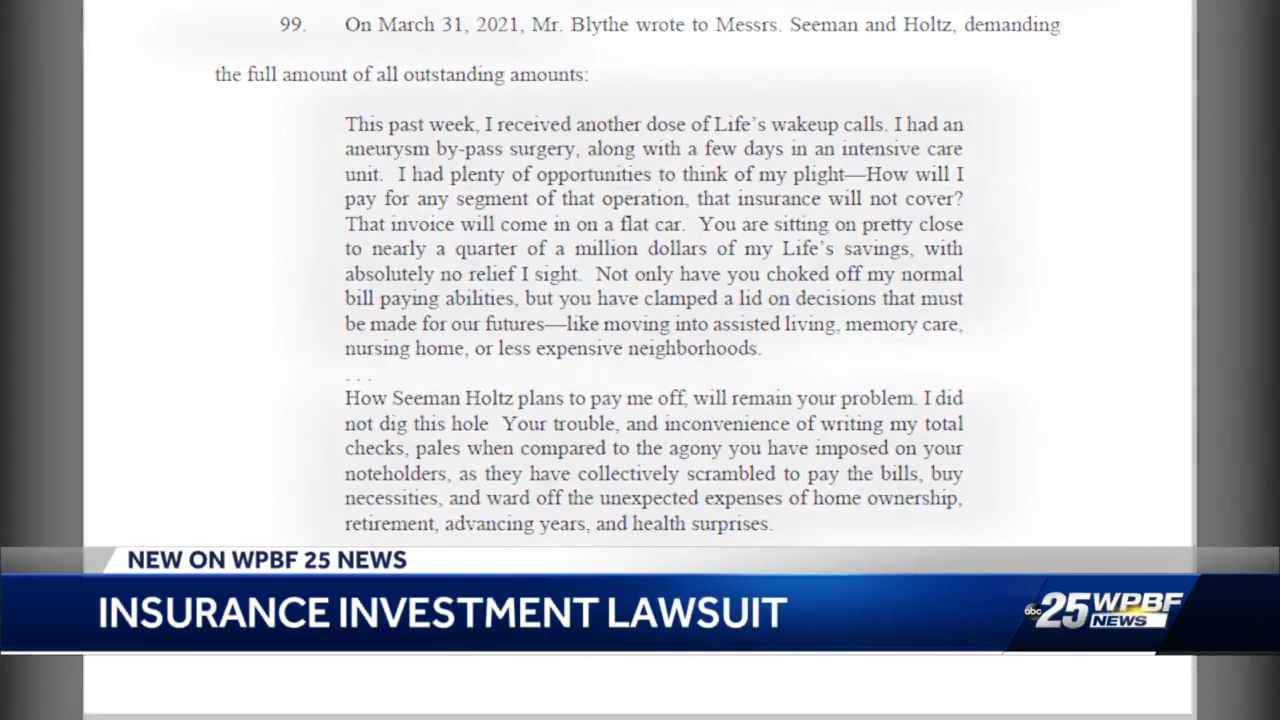 99. On March 31, 2021, Mr. Blythe wrote to Messrs. Seeman and Holtz, demanding
the full amount of all outstanding amounts:
This past week, I received another dose of Life's wakeup calls. I had an
aneurysm by-pass surgery, along with a few days in an intensive care
unit. I had plenty of opportunities to think of my plight—How will I
pay for any segment of that operation, that insurance will not cover?
That invoice will come in on a flat car. You are sitting on pretty close
to nearly a quarter of a million dollars of my Life's savings, with
absolutely no relief I sight. Not only have you choked off my normal
bill paying abilities, but you have clamped a lid on decisions that must
be made for our futures—like moving into assisted living, memory care,
nursing home, or less expensive neighborhoods.
. . .
How Seeman Holtz plans to pay me off, will remain your problem. I did
not dig this hole Your trouble, and inconvenience of writing my total
checks, pales when compared to the agony you have imposed on your
noteholders, as they have collectively scrambled to pay the bills, buy
necessities, and ward off the unexpected expenses of home ownership,
retirement, advancing years, and health surprises.
NEW ON WPBF 25 NEWS
INSURANCE INVESTMENT LAWSUIT
abc 25 WPBF NEWS